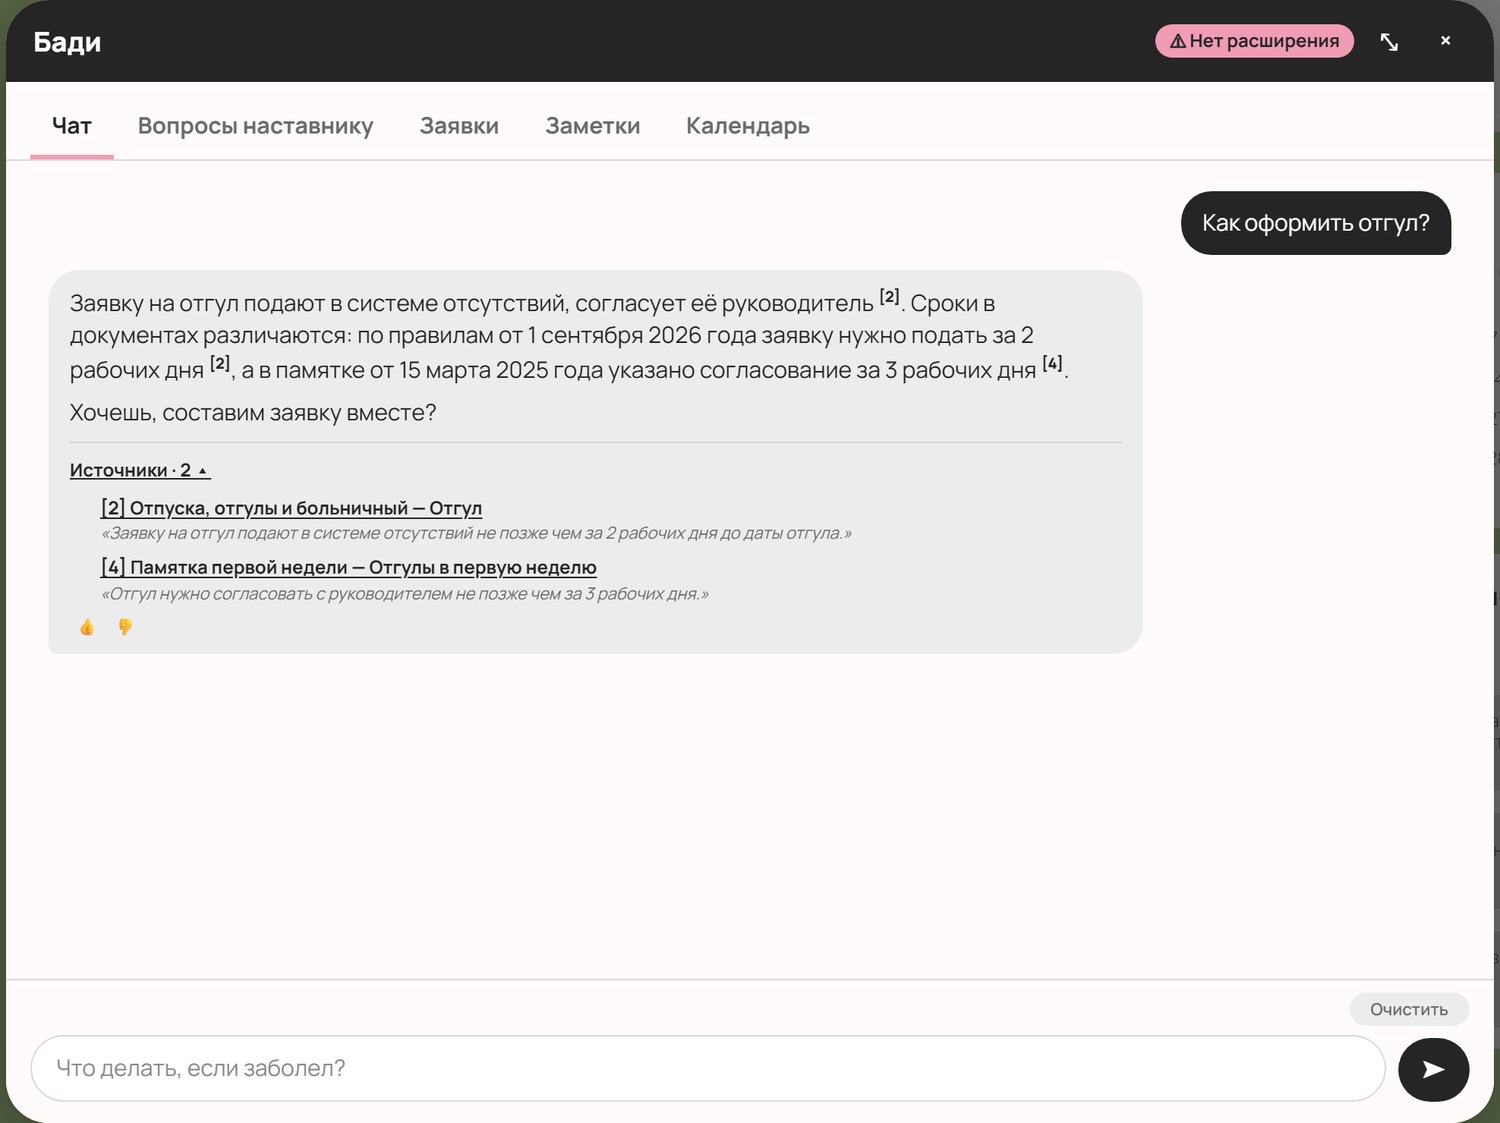 Бади
⚠ Нет расширения
×
Чат
Вопросы наставнику
Заявки
Заметки
Календарь
Как оформить отгул?
Заявку на отгул подают в системе отсутствий, согласует её руководитель [2]. Сроки в
документах различаются: по правилам от 1 сентября 2026 года заявку нужно подать за 2
рабочих дня [2], а в памятке от 15 марта 2025 года указано согласование за 3 рабочих дня [4].
Хочешь, составим заявку вместе?
Источники · 2 ▲
[2] Отпуска, отгулы и больничный — Отгул
«Заявку на отгул подают в системе отсутствий не позже чем за 2 рабочих дня до даты отгула.»
[4] Памятка первой недели — Отгулы в первую неделю
«Отгул нужно согласовать с руководителем не позже чем за 3 рабочих дня.»
Очистить
Что делать, если заболел?